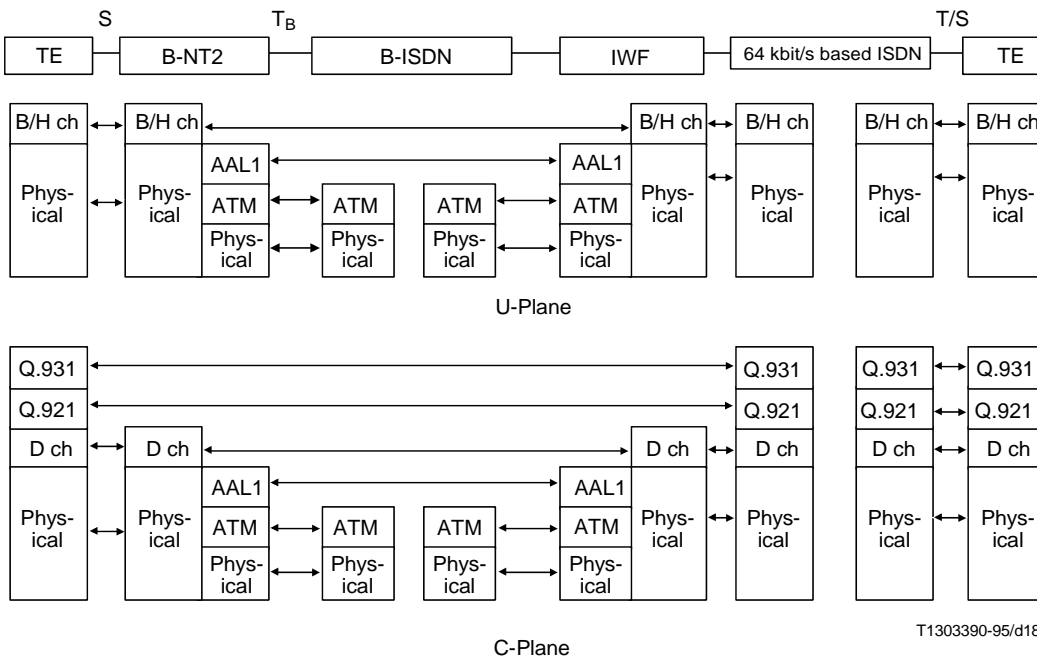 S T_B T/S
TE B-NT2 B-ISDN IWF 64 kbit/s based ISDN TE
B/H ch B/H ch B/H ch B/H ch B/H ch B/H ch
AAL1 AAL1
Phys- Phys- ATM ATM ATM ATM Phys- Phys- Phys- Phys-
ical ical ical ical ical ical
Phys- Phys- Phys- Phys-
ical ical ical ical
U-Plane
Q.931 Q.931 Q.931 Q.931
Q.921 Q.921 Q.921 Q.921
D ch D ch D ch D ch D ch D ch
AAL1 AAL1
Phys- Phys- ATM ATM ATM ATM Phys- Phys- Phys- Phys-
ical ical ical ical ical ical
Phys- Phys- Phys- Phys-
ical ical ical ical
T1303390-95/d18
C-Plane